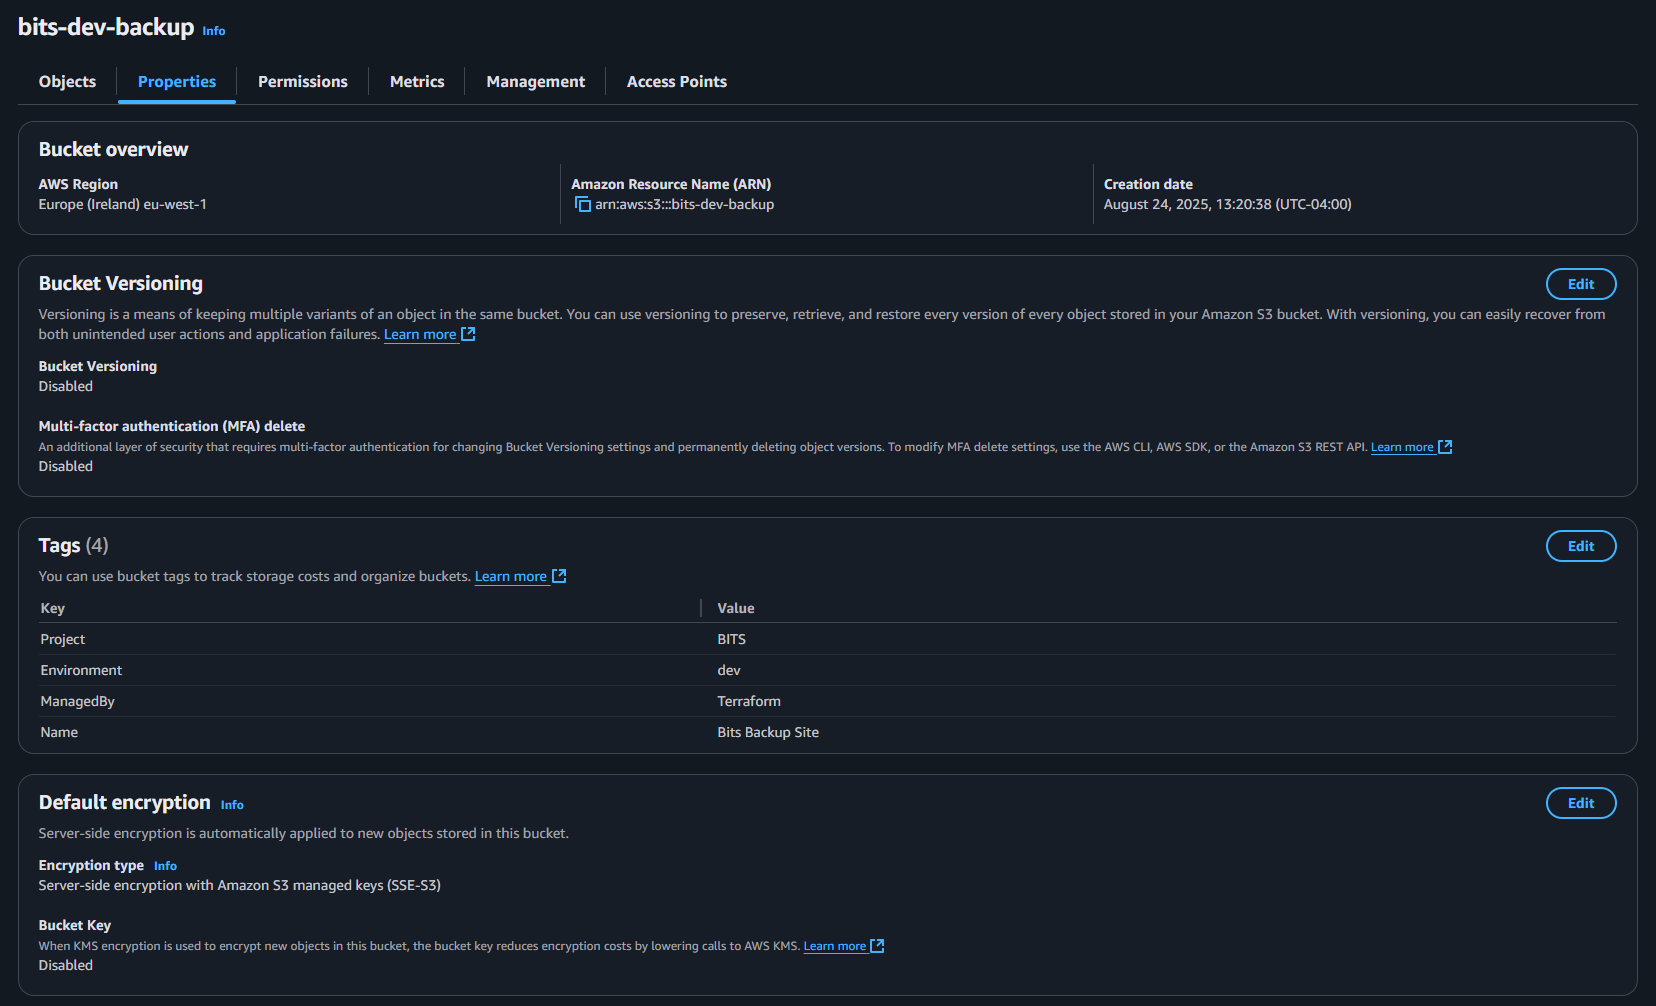 bits-dev-backup Info
Objects Properties Permissions Metrics Management Access Points
Bucket overview
AWS Region
Europe (Ireland) eu-west-1
Amazon Resource Name (ARN)
arn:aws:s3:::bits-dev-backup
Creation date
August 24, 2025, 13:20:38 (UTC-04:00)
Bucket Versioning
Edit
Versioning is a means of keeping multiple variants of an object in the same bucket. You can use versioning to preserve, retrieve, and restore every version of every object stored in your Amazon S3 bucket. With versioning, you can easily recover from
both unintended user actions and application failures. Learn more
Bucket Versioning
Disabled
Multi-factor authentication (MFA) delete
An additional layer of security that requires multi-factor authentication for changing Bucket Versioning settings and permanently deleting object versions. To modify MFA delete settings, use the AWS CLI, AWS SDK, or the Amazon S3 REST API. Learn more
Disabled
Tags (4)
Edit
You can use bucket tags to track storage costs and organize buckets. Learn more
Key Value
Project BITS
Environment dev
ManagedBy Terraform
Name Bits Backup Site
Default encryption Info
Edit
Server-side encryption is automatically applied to new objects stored in this bucket.
Encryption type Info
Server-side encryption with Amazon S3 managed keys (SSE-S3)
Bucket Key
When KMS encryption is used to encrypt new objects in this bucket, the bucket key reduces encryption costs by lowering calls to AWS KMS. Learn more
Disabled